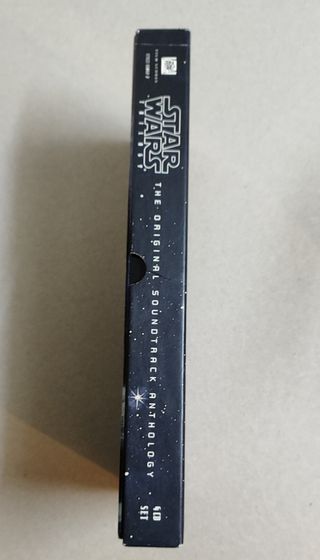 STAR
WARS
TRILOGY
THE ORIGINAL SOUNDTRACK ANTHOLOGY
4CD
SET